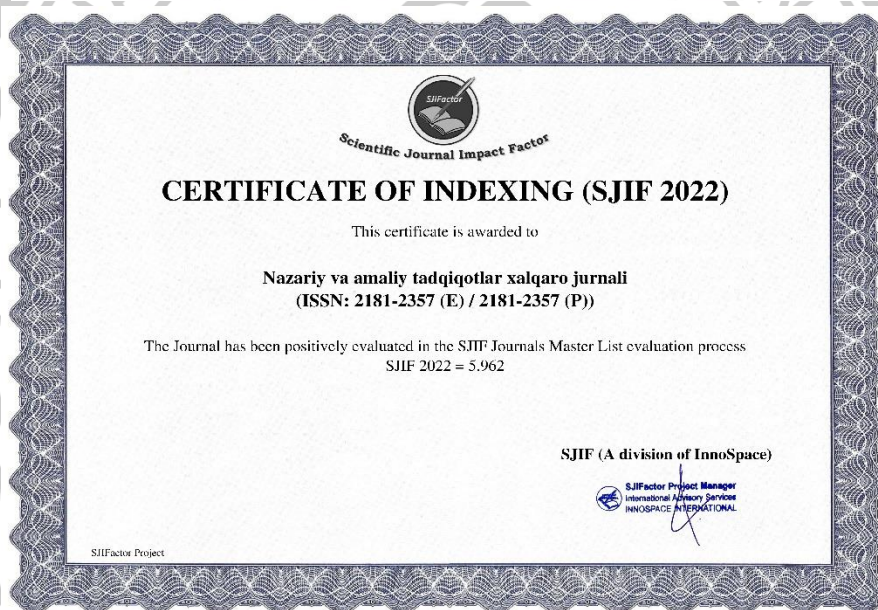 SJIFactor
Scientific Journal Impact Factor
CERTIFICATE OF INDEXING (SJIF 2022)
This certificate is awarded to
Nazariy va amaliy tadqiqotlar xalqaro jurnali
(ISSN: 2181-2357 (E) / 2181-2357 (P))
The Journal has been positively evaluated in the SJIF Journals Master List evaluation process
SJIF 2022 = 5.962
SJIF (A division of InnoSpace)
SJIFactor Project Manager
International Advisory Services
INNOSPACE INTERNATIONAL
SJIFactor Project